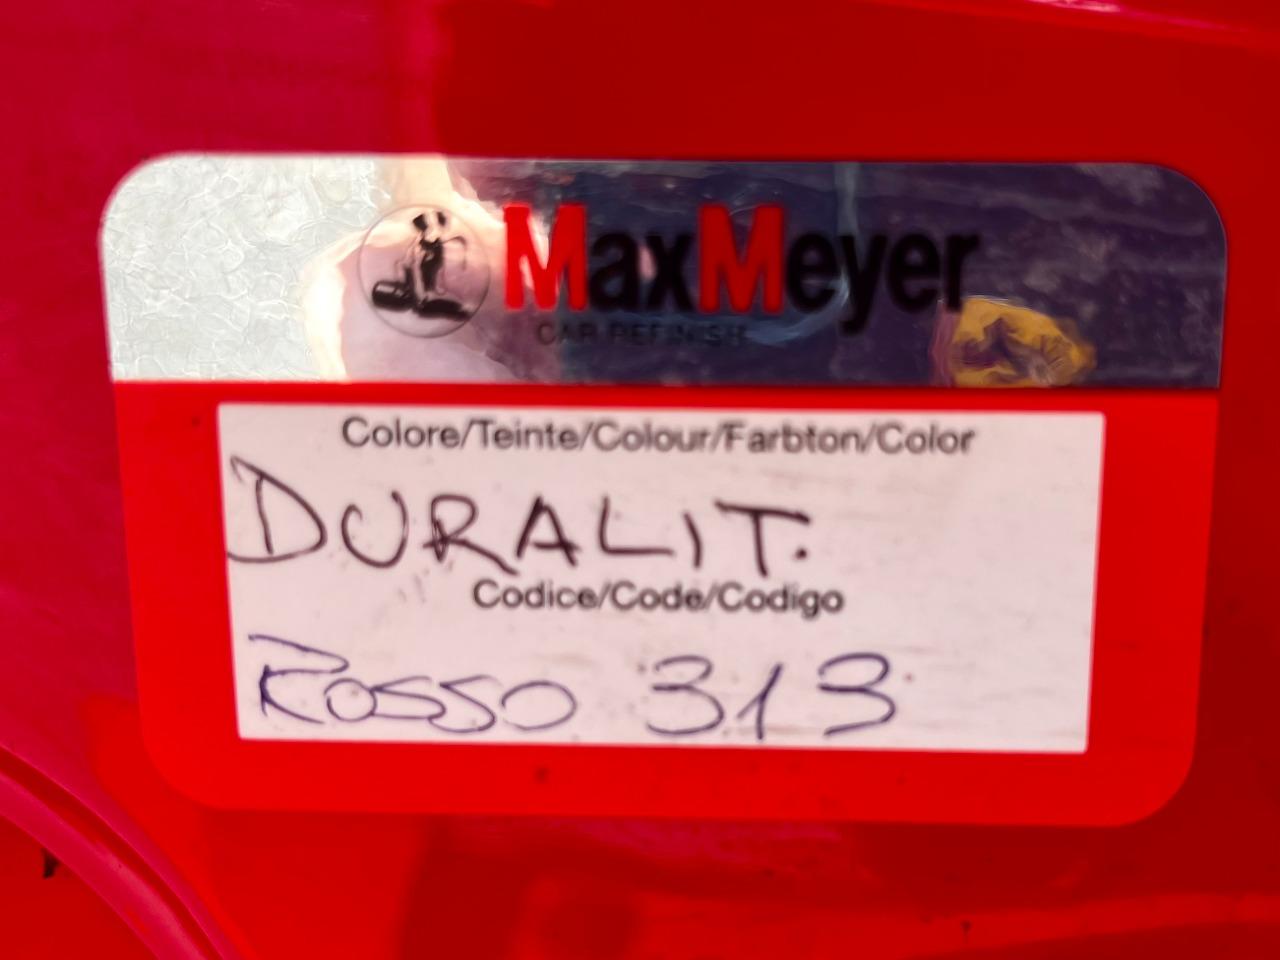 MaxMeyer
CAR REFINISH
Colore/Teinte/Colour/Farbton/Color
DURALIT.
Codice/Code/Codigo
ROSSO 313